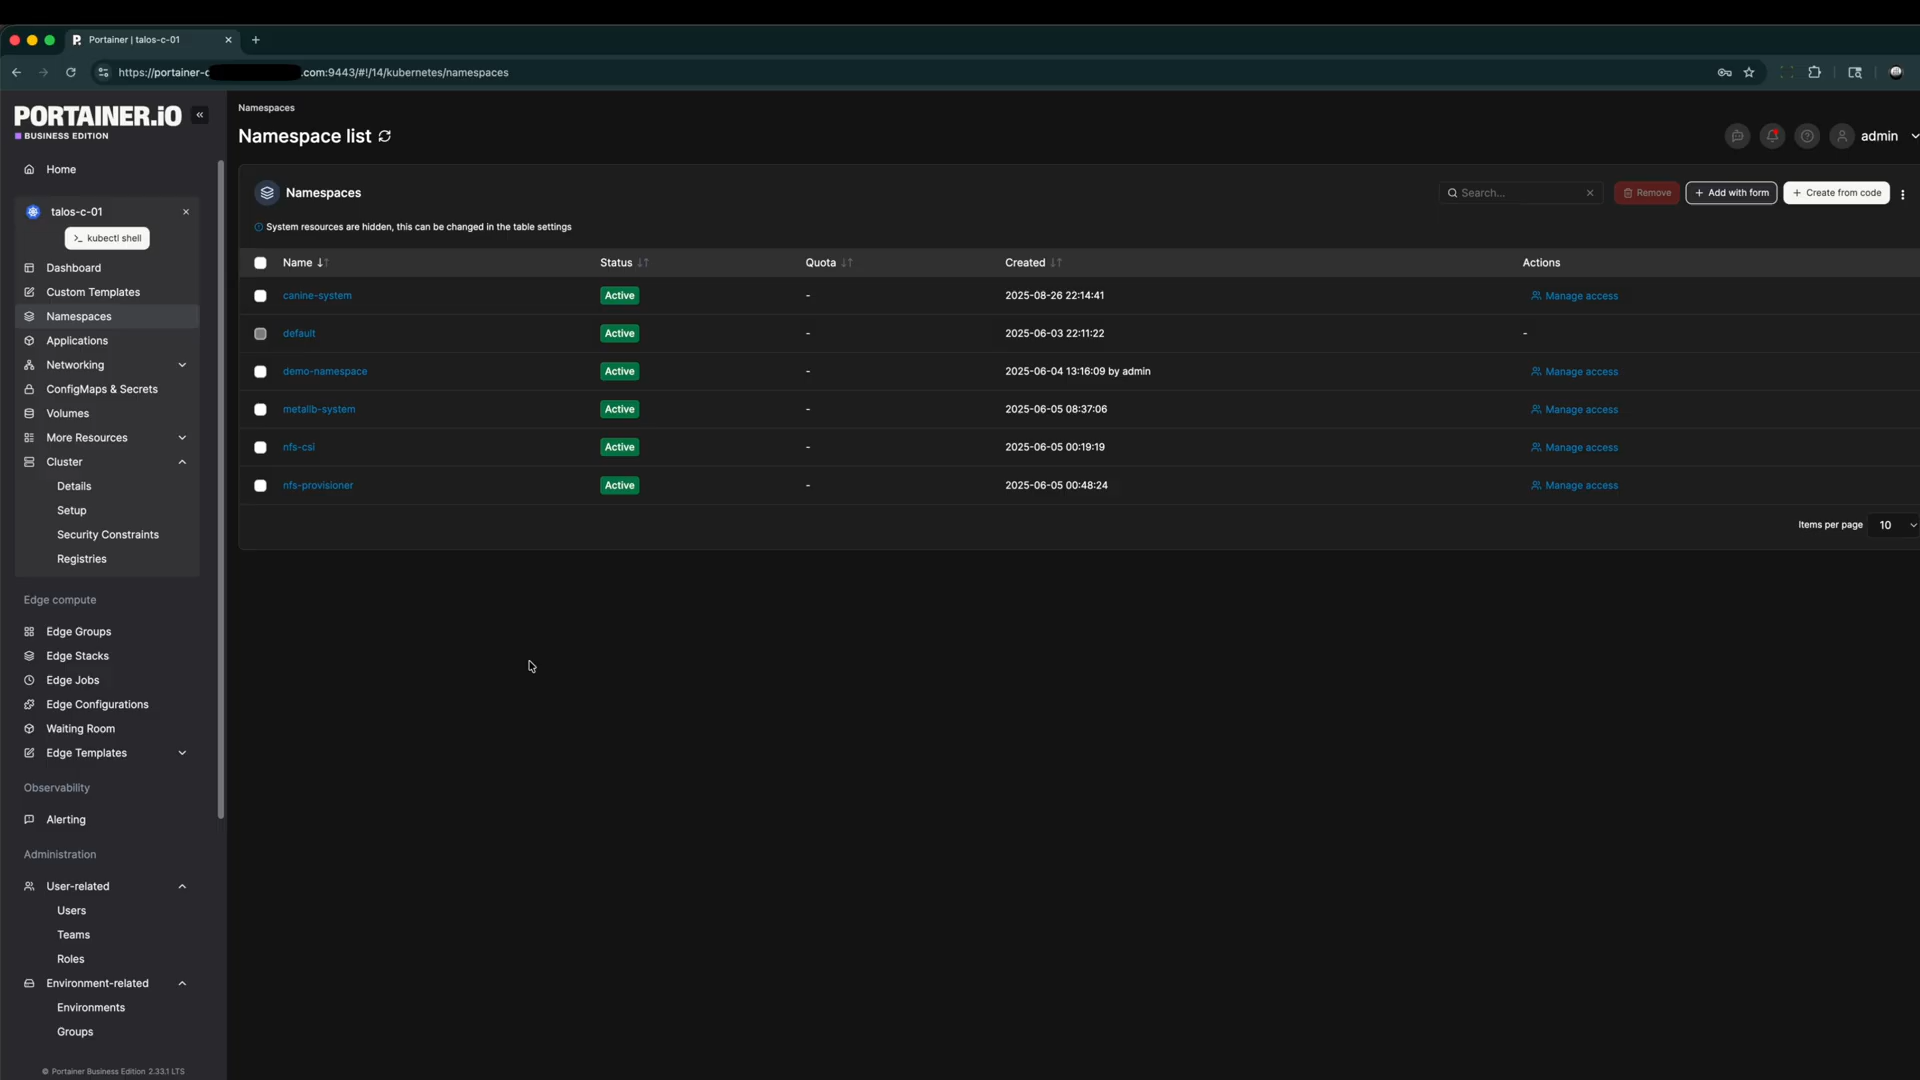 Portainer | talos-c-01
https://portainer-c .com:9443/#!/14/kubernetes/namespaces
PORTAINER.iO
BUSINESS EDITION
Home
talos-c-01
>_ kubectl shell
Dashboard
Custom Templates
Namespaces
Applications
Networking
ConfigMaps & Secrets
Volumes
More Resources
Cluster
Details
Setup
Security Constraints
Registries
Edge compute
Edge Groups
Edge Stacks
Edge Jobs
Edge Configurations
Waiting Room
Edge Templates
Observability
Alerting
Administration
User-related
Users
Teams
Roles
Environment-related
Environments
Groups
© Portainer Business Edition 2.33.1 LTS
Namespaces
Namespace list
admin
Namespaces
Search...
Remove
+ Add with form
+ Create from code
System resources are hidden, this can be changed in the table settings
Name Status Quota Created Actions
canine-system Active - 2025-08-26 22:14:41 Manage access
default Active - 2025-06-03 22:11:22 -
demo-namespace Active - 2025-06-04 13:16:09 by admin Manage access
metallb-system Active - 2025-06-05 08:37:06 Manage access
nfs-csi Active - 2025-06-05 00:19:19 Manage access
nfs-provisioner Active - 2025-06-05 00:48:24 Manage access
Items per page 10